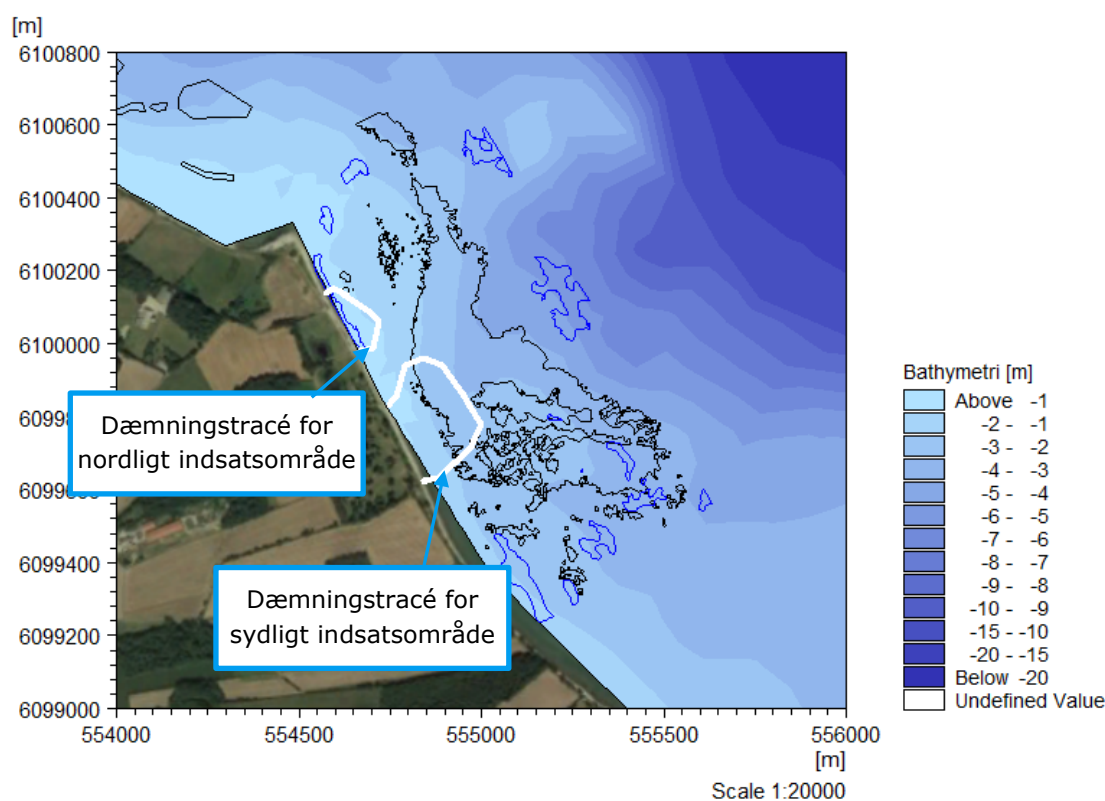 [m]
6100800
6100600
6100400
6100200
6100000
60998
6099600
6099400
6099200
6099000
554000 554500 555000 555500 556000
[m]
Scale 1:20000
Dæmningstracé for
nordligt indsatsområde
Dæmningstracé for
sydligt indsatsområde
Bathymetri [m]
Above -1
-2 - -1
-3 - -2
-4 - -3
-5 - -4
-6 - -5
-7 - -6
-8 - -7
-9 - -8
-10 - -9
-15 - -10
-20 - -15
Below -20
Undefined Value